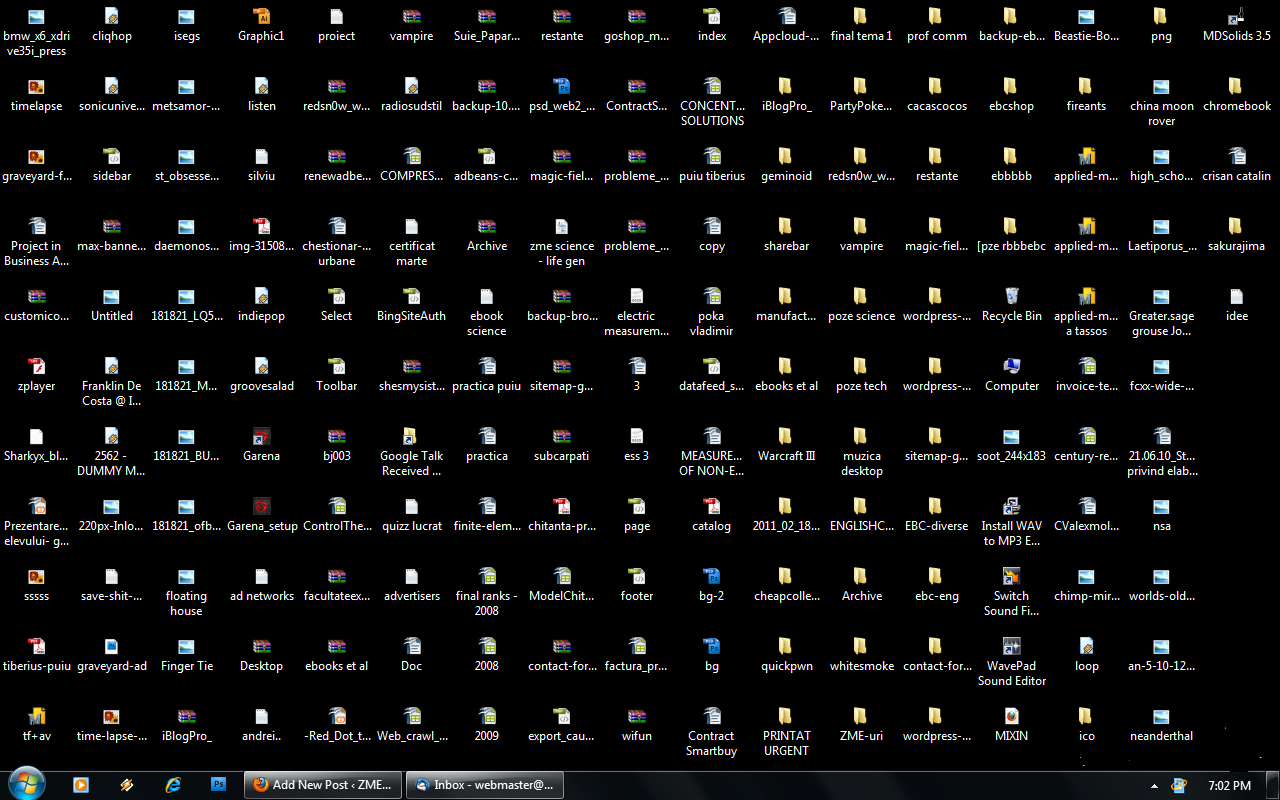 bmw_x6_xdrive35i_press
cliqhop
isegs
Graphic1
proiect
vampire
Suie_Papar...
restante
goshop_m...
index
Appcloud-...
final tema 1
prof comm
backup-eb...
Beastie-Bo...
png
MDSolids 3.5
timelapse
sonicunive...
metsamor-...
listen
redsn0w_w...
radiosudstil
backup-10....
psd_web2_...
ContractS...
CONCENT... SOLUTIONS
iBlogPro_
PartyPoke...
cacascocos
ebcshop
fireants
china moon rover
chromebook
graveyard-f...
sidebar
st_obsesse...
silviu
renewadbe...
COMPRES...
adbeans-c...
magic-fiel...
probleme_...
puiu tiberius
geminoid
redsn0w_w...
restante
ebbbbb
applied-m...
high_scho...
crisan catalin
Project in Business A...
max-banne...
daemonos...
img-31508...
chestionar-... urbane
certificat marte
Archive
zme science - life gen
probleme_...
copy
sharebar
vampire
magic-fiel...
[pze rbbbebc
applied-m...
Laetiporus_...
sakurajima
customico...
Untitled
181821_LQ5...
indiepop
Select
BingSiteAuth
ebook science
backup-bro...
electric measurem...
poka vladimir
manufact...
poze science
wordpress-...
Recycle Bin
applied-m... a tassos
Greater.sage grouse Jo...
idee
zplayer
Franklin De Costa @ I...
181821_M...
groovesalad
Toolbar
shesmysist...
practica puiu
sitemap-g...
3
datafeed_s...
ebooks et al
poze tech
wordpress-...
Computer
invoice-te...
fcxx-wide-...
Sharkyx_bl...
2562 - DUMMY M...
181821_BU...
Garena
bj003
Google Talk Received ...
practica
subcarpati
ess 3
MEASURE... OF NON-E...
Warcraft III
muzica desktop
sitemap-g...
soot_244x183
century-re...
21.06.10_St... privind elab...
Prezentare... elevului- g...
220px-Inlo...
181821_ofb...
Garena_setup
ControlThe...
quizz lucrat
finite-elem...
chitanta-pr...
page
catalog
2011_02_18...
ENGLISHC...
EBC-diverse
Install WAV to MP3 E...
CValexmol...
nsa
sssss
save-shit-...
floating house
ad networks
facultateex...
advertisers
final ranks - 2008
ModelChit...
footer
bg-2
cheapcolle...
Archive
ebc-eng
Switch Sound Fi...
chimp-mir...
worlds-old...
tiberius-puiu
graveyard-ad
Finger Tie
Desktop
ebooks et al
Doc
2008
contact-for...
factura_pr...
bg
quickpwn
whitesmoke
contact-for...
WavePad Sound Editor
loop
an-5-10-12...
tf+av
time-lapse-...
iBlogPro_
andrei..
-Red_Dot_t...
Web_crawl_...
2009
export_cau...
wifun
Contract Smartbuy
PRINTAT URGENT
ZME-uri
wordpress-...
MIXIN
ico
neanderthal
Add New Post ‹ ZME...
Inbox - webmaster@...
7:02 PM